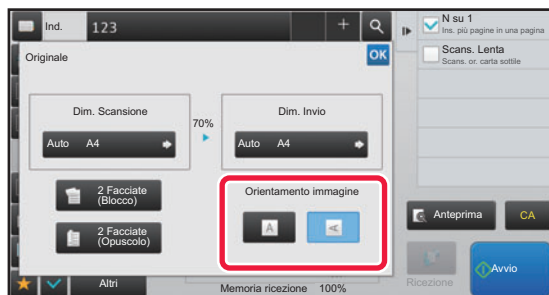 Ind.
123
Originale
OK
Dim. Scansione
70%
Dim. Invio
Auto A4
Auto A4
2 Facciate
(Blocco)
2 Facciate
(Opuscolo)
Orientamento immagine
A
A
Altri
Memoria ricezione 100%
N su 1
Ins. più pagine in una pagina
Scans. Lenta
Scans. or. carta sottile
Anteprima
CA
Ricezione
Avvio